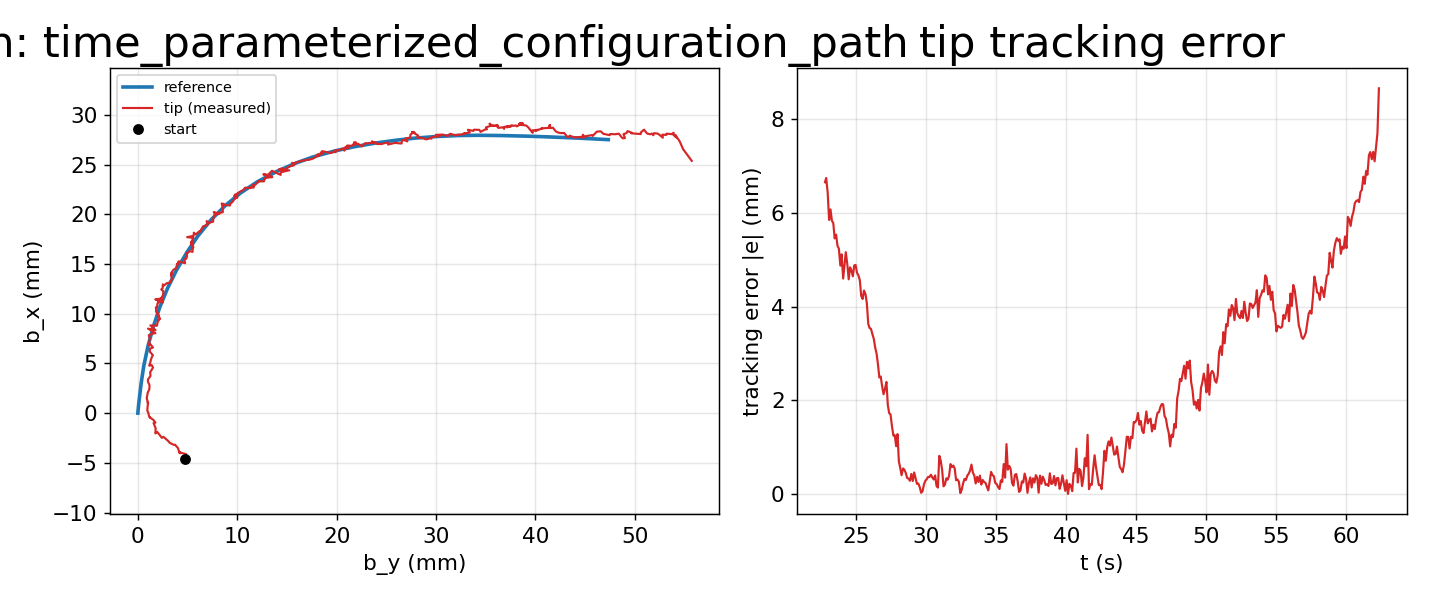 n: time_parameterized_configuration_path tip tracking error
reference
tip (measured)
start
b_x (mm)
30
25
20
15
10
5
0
−5
−10
0 10 20 30 40 50
b_y (mm)
tracking error |e| (mm)
8
6
4
2
0
25 30 35 40 45 50 55 60
t (s)